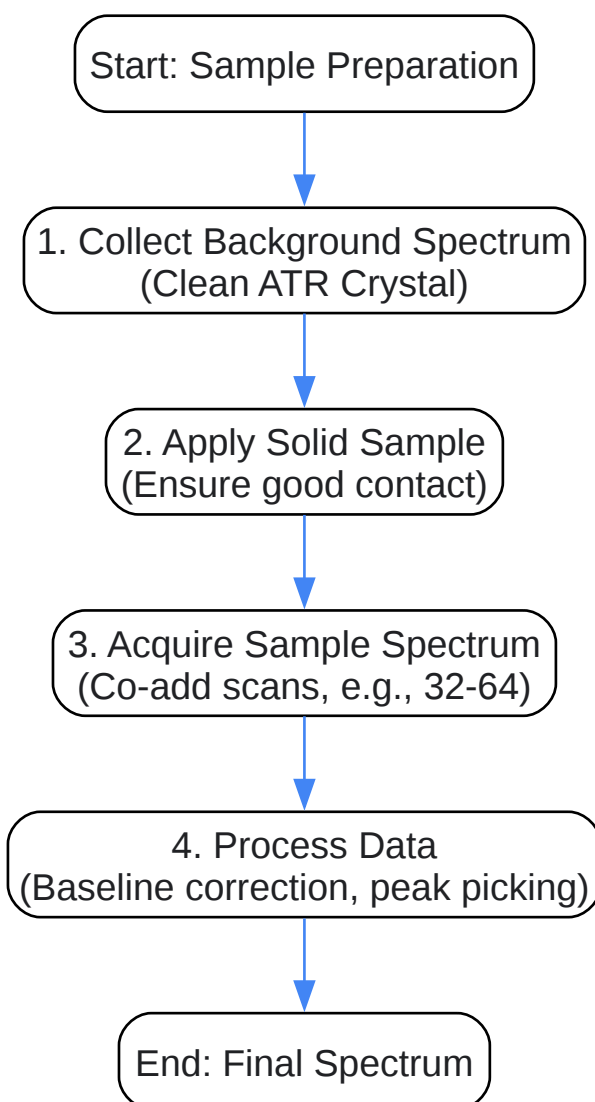 Start: Sample Preparation
1. Collect Background Spectrum
(Clean ATR Crystal)
2. Apply Solid Sample
(Ensure good contact)
3. Acquire Sample Spectrum
(Co-add scans, e.g., 32-64)
4. Process Data
(Baseline correction, peak picking)
End: Final Spectrum